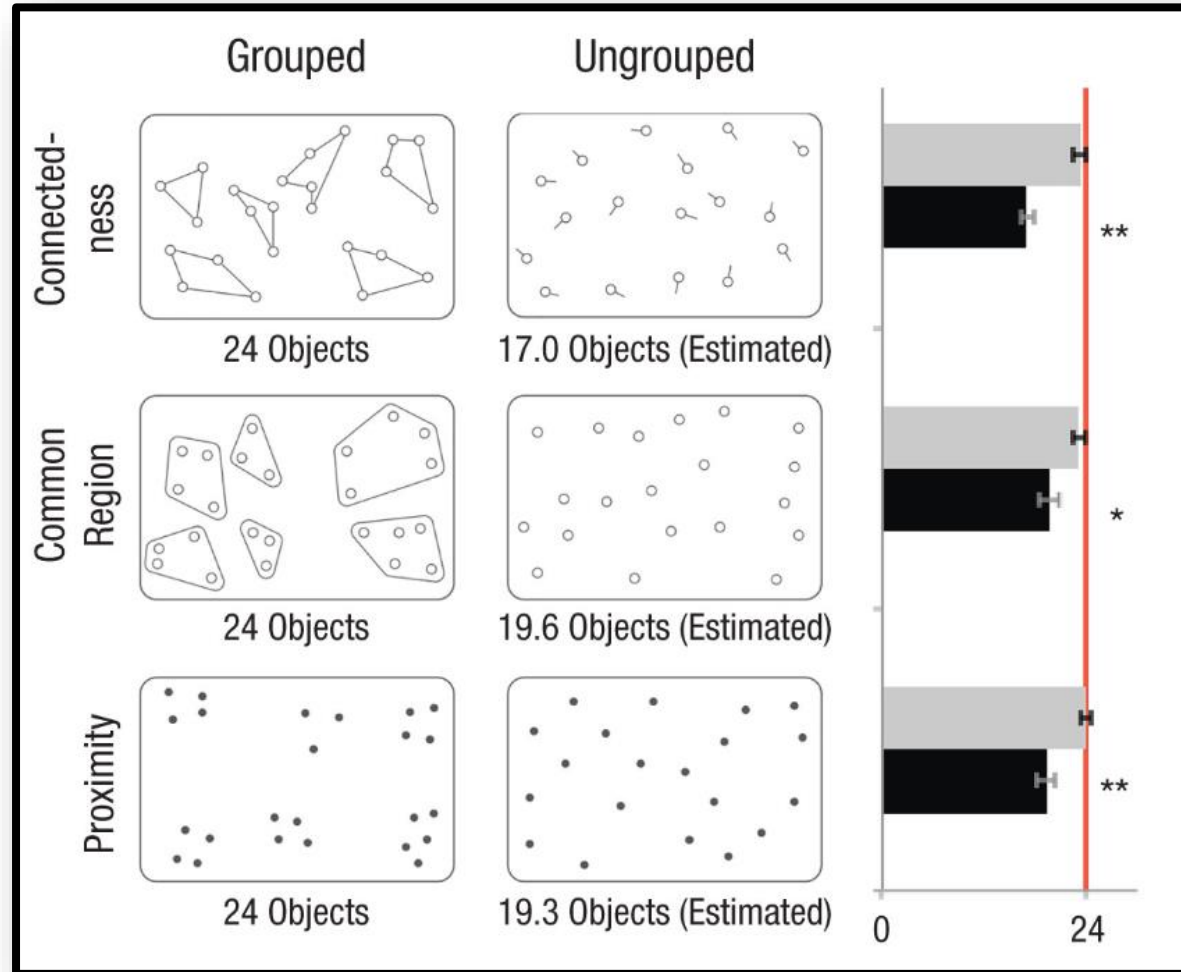 Grouped
Ungrouped
Connected-
ness
24 Objects
17.0 Objects (Estimated)
**
Common
Region
24 Objects
19.6 Objects (Estimated)
*
Proximity
24 Objects
19.3 Objects (Estimated)
**
0
24